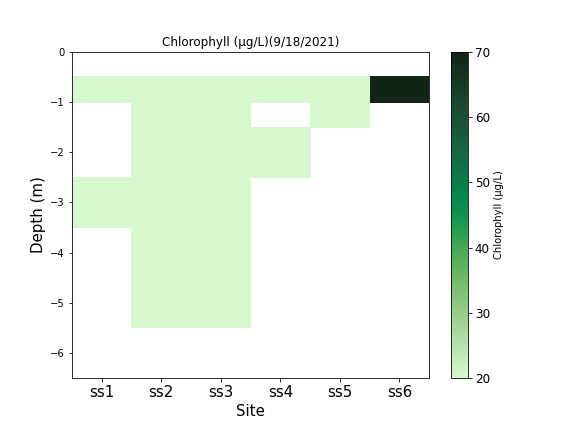 Chlorophyll (μg/L)(9/18/2021)
0
−1
−2
−3
−4
−5
−6
Depth (m)
ss1 ss2 ss3 ss4 ss5 ss6
Site
70
60
50
40
30
20
Chlorophyll (μg/L)